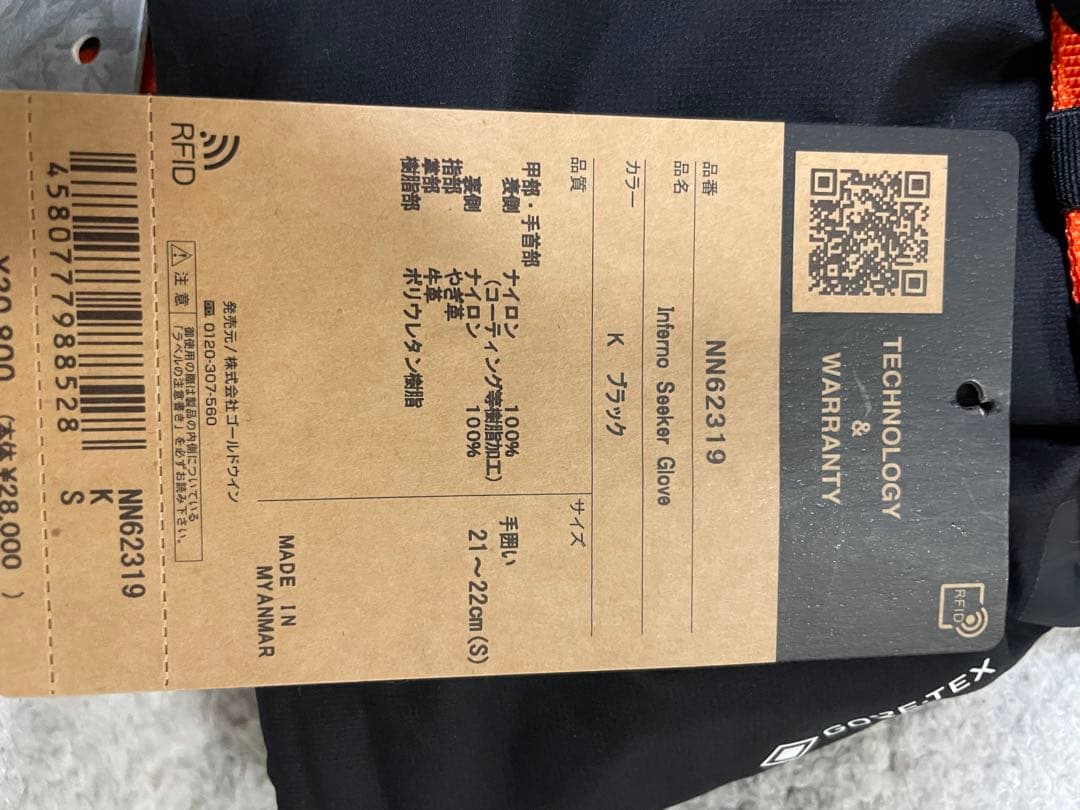 TECHNOLOGY
&
WARRANTY
RFID
品番 NN62319
品名 Inferno Seeker Glove
カラー K ブラック
品質
甲部・手首部
表側 ナイロン 100%
(コーティング等樹脂加工)
裏側 ナイロン 100%
指部 やぎ革
掌部 牛革
樹脂部 ポリウレタン樹脂
サイズ
手囲い
21～22cm(S)
MADE IN
MYANMAR
発売元/株式会社ゴールドウイン
0120-307-560
注意 御使用の際は製品の内側についている
「ラベルの注意書き」を必ずお読み下さい。
RFID
4580777988528
NN62319
K
S
¥30,800 (本体¥28,000 )
GORE-TEX